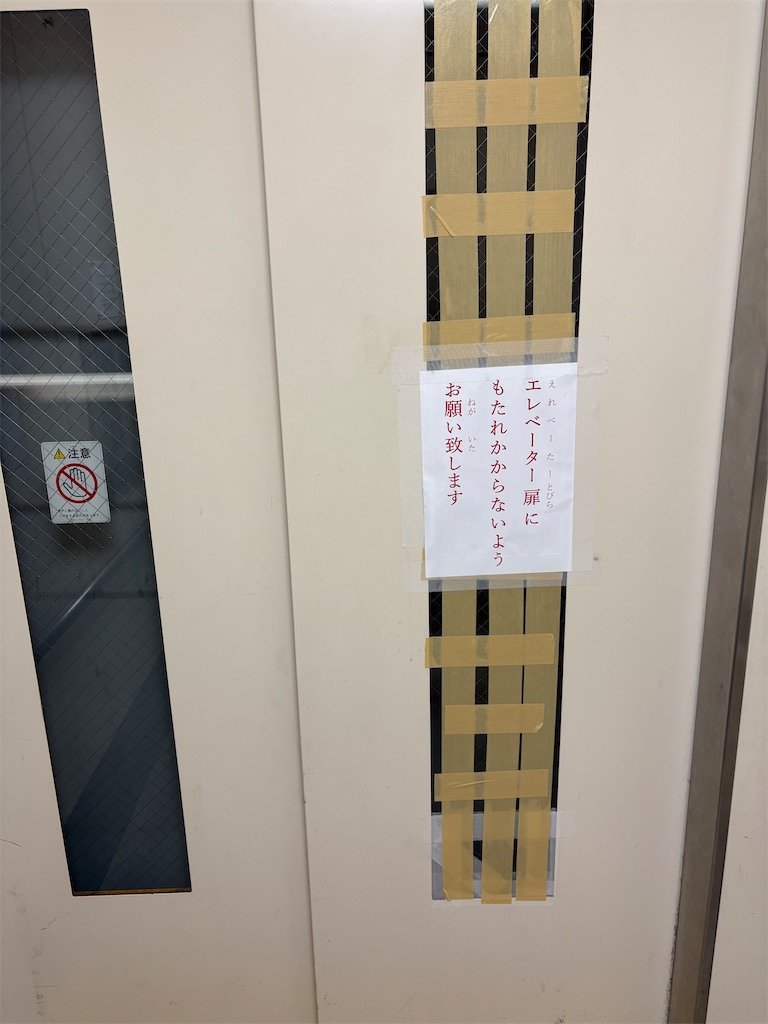 エレベーター扉に
えれべーたーとびら
もたれかからないよう
お願い致します
ねが いた
注意